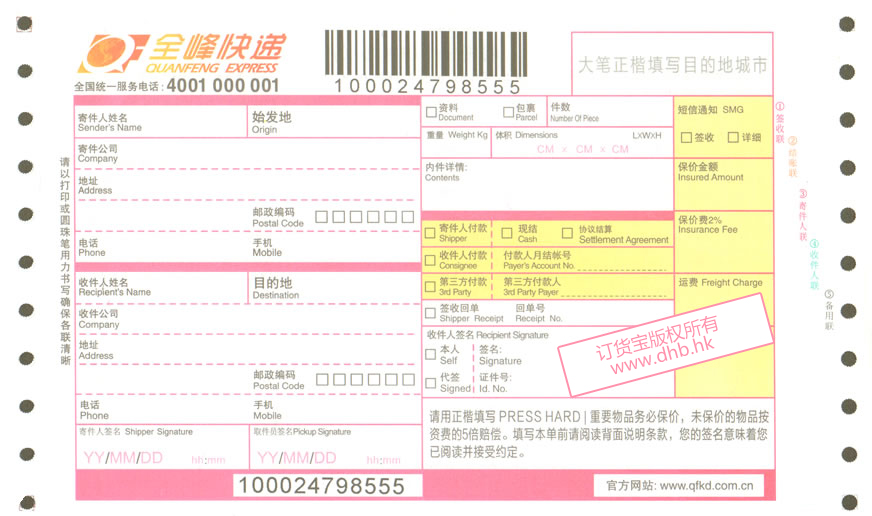 全峰快递
QUANFENG EXPRESS
全国统一服务电话: 4001 000 001
100024798555
大笔正楷填写目的地城市
请以打印或圆珠笔用力书写确保各联清晰
寄件人姓名
Sender's Name
始发地
Origin
寄件公司
Company
地址
Address
邮政编码
Postal Code
电话
Phone
手机
Mobile
收件人姓名
Recipient's Name
目的地
Destination
收件公司
Company
地址
Address
邮政编码
Postal Code
电话
Phone
手机
Mobile
寄件人签名 Shipper Signature
YY/MM/DD hh:mm
取件员签名Pickup Signature
YY/MM/DD hh:mm
资料
Document
包裹
Parcel
件数
Number Of Piece
重量 Weight Kg
体积 Dimensions LxWxH
CM × CM × CM
内件详情:
Contents
寄件人付款
Shipper
现结
Cash
协议结算
Settlement Agreement
收件人付款
Consignee
付款人月结帐号
Payer's Account No.
第三方付款
3rd Party
第三方付款人
3rd Party Payer
签收回单
Shipper Receipt
回单号
Receipt No.
收件人签名 Recipient Signature
本人
Self
签名:
Signature
代签
Signed
证件号:
Id. No.
短信通知 SMG
签收
详细
保价金额
Insured Amount
保价费2%
Insurance Fee
运费 Freight Charge
订货宝版权所有
www.dhb.hk
请用正楷填写 PRESS HARD | 重要物品务必保价，未保价的物品按
资费的5倍赔偿。填写本单前请阅读背面说明条款，您的签名意味着您
已阅读并接受约定。
100024798555
官方网站: www.qfkd.com.cn
①签收联
②结账联
③寄件人联
④收件人联
⑤备用联